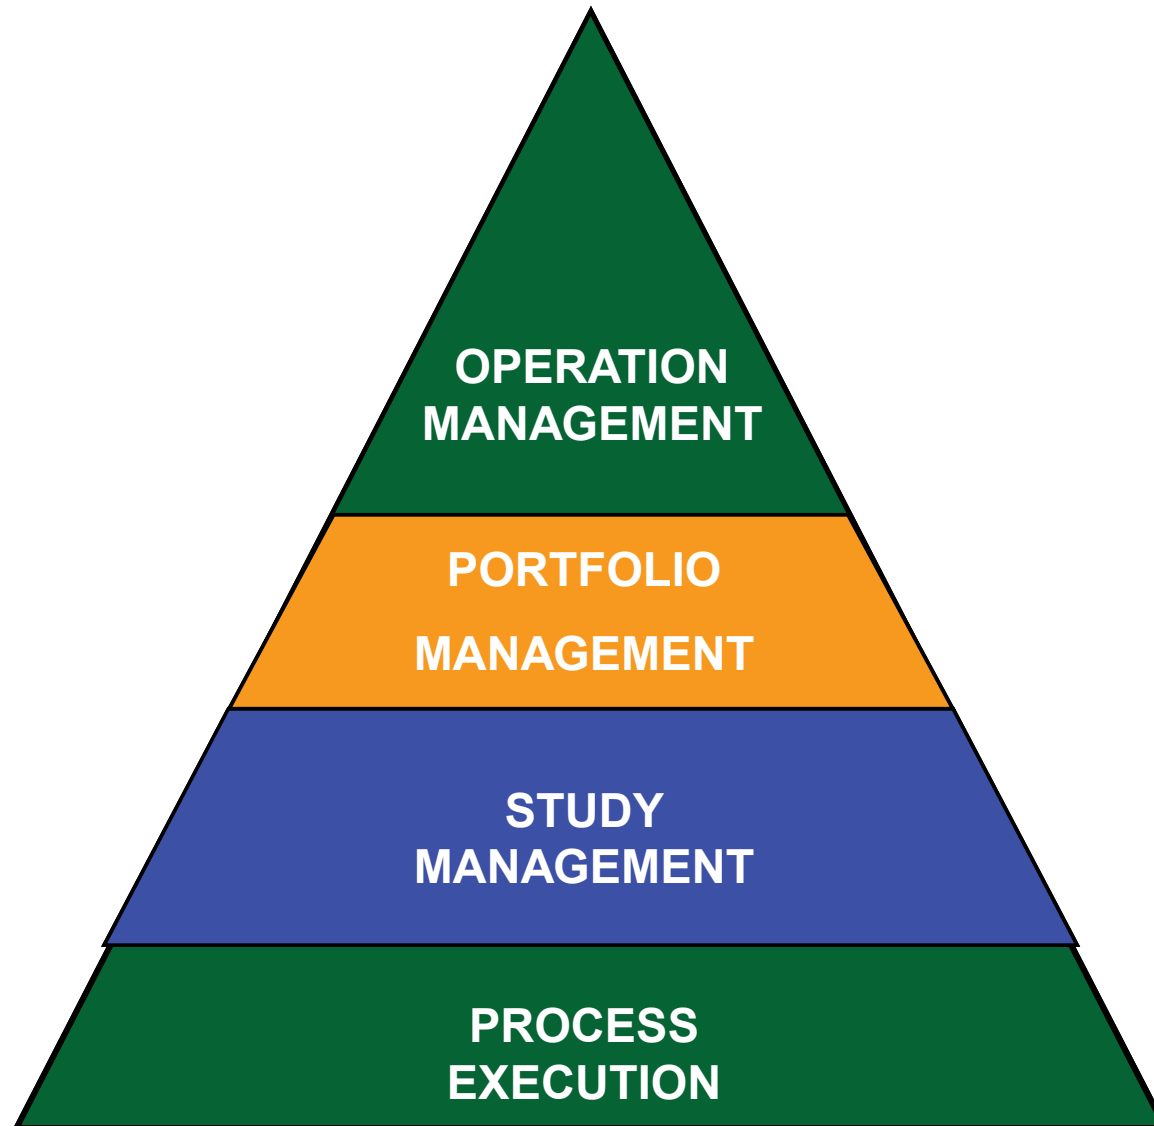 OPERATION
MANAGEMENT
PORTFOLIO
MANAGEMENT
STUDY
MANAGEMENT
PROCESS
EXECUTION